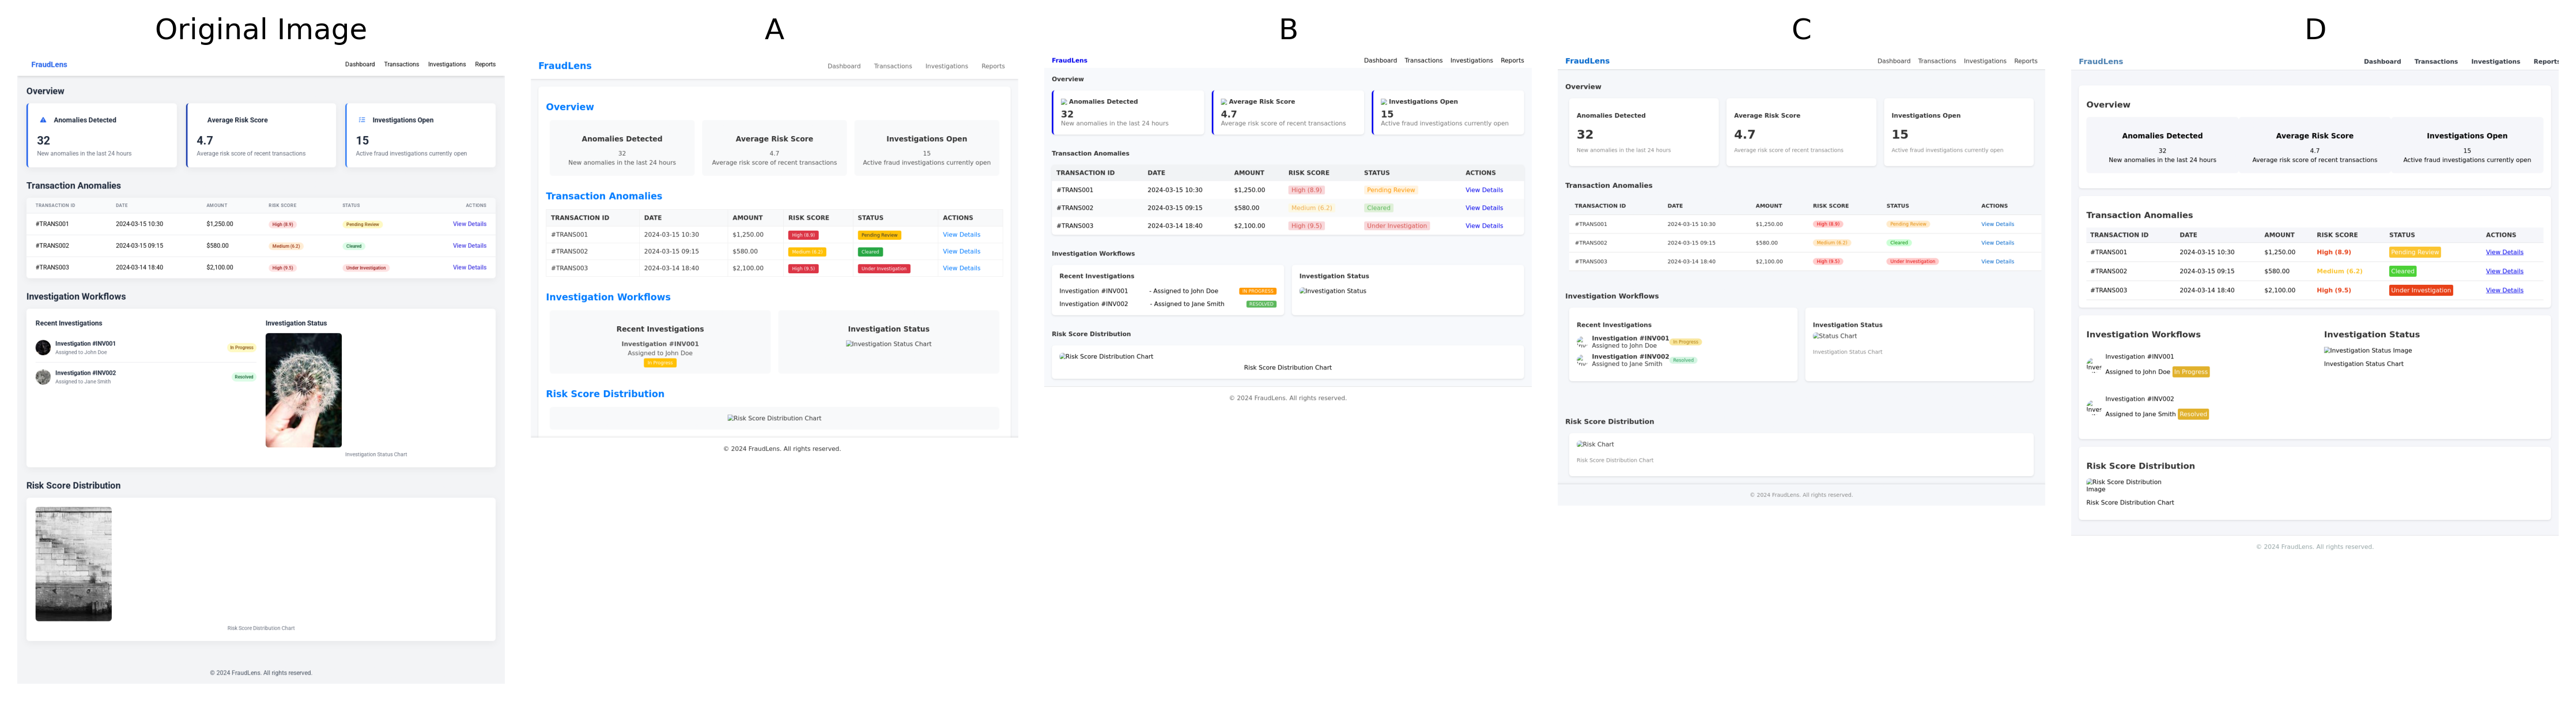 Original Image
FraudLens
Dashboard Transactions Investigations Reports
Overview
Anomalies Detected
32
New anomalies in the last 24 hours
Average Risk Score
4.7
Average risk score of recent transactions
Investigations Open
15
Active fraud investigations currently open
Transaction Anomalies
TRANSACTION ID DATE AMOUNT RISK SCORE STATUS ACTIONS
#TRANS001 2024-03-15 10:30 $1,250.00 High (8.9) Pending Review View Details
#TRANS002 2024-03-15 09:15 $580.00 Medium (6.2) Cleared View Details
#TRANS003 2024-03-14 18:40 $2,100.00 High (9.5) Under Investigation View Details
Investigation Workflows
Recent Investigations
Investigation #INV001
Assigned to John Doe
In Progress
Investigation #INV002
Assigned to Jane Smith
Resolved
Investigation Status
Investigation Status Chart
Risk Score Distribution
Risk Score Distribution Chart
© 2024 FraudLens. All rights reserved.
A
FraudLens
Dashboard Transactions Investigations Reports
Overview
Anomalies Detected
32
New anomalies in the last 24 hours
Average Risk Score
4.7
Average risk score of recent transactions
Investigations Open
15
Active fraud investigations currently open
Transaction Anomalies
TRANSACTION ID DATE AMOUNT RISK SCORE STATUS ACTIONS
#TRANS001 2024-03-15 10:30 $1,250.00 High (8.9) Pending Review View Details
#TRANS002 2024-03-15 09:15 $580.00 Medium (6.2) Cleared View Details
#TRANS003 2024-03-14 18:40 $2,100.00 High (9.5) Under Investigation View Details
Investigation Workflows
Recent Investigations
Investigation #INV001
Assigned to John Doe
In Progress
Investigation Status
Investigation Status Chart
Risk Score Distribution
Risk Score Distribution Chart
© 2024 FraudLens. All rights reserved.
B
FraudLens
Dashboard Transactions Investigations Reports
Overview
Anomalies Detected
32
New anomalies in the last 24 hours
Average Risk Score
4.7
Average risk score of recent transactions
Investigations Open
15
Active fraud investigations currently open
Transaction Anomalies
TRANSACTION ID DATE AMOUNT RISK SCORE STATUS ACTIONS
#TRANS001 2024-03-15 10:30 $1,250.00 High (8.9) Pending Review View Details
#TRANS002 2024-03-15 09:15 $580.00 Medium (6.2) Cleared View Details
#TRANS003 2024-03-14 18:40 $2,100.00 High (9.5) Under Investigation View Details
Investigation Workflows
Recent Investigations
Investigation #INV001 - Assigned to John Doe IN PROGRESS
Investigation #INV002 - Assigned to Jane Smith RESOLVED
Investigation Status
Investigation Status
Risk Score Distribution
Risk Score Distribution Chart
Risk Score Distribution Chart
© 2024 FraudLens. All rights reserved.
C
FraudLens
Dashboard Transactions Investigations Reports
Overview
Anomalies Detected
32
New anomalies in the last 24 hours
Average Risk Score
4.7
Average risk score of recent transactions
Investigations Open
15
Active fraud investigations currently open
Transaction Anomalies
TRANSACTION ID DATE AMOUNT RISK SCORE STATUS ACTIONS
#TRANS001 2024-03-15 10:30 $1,250.00 High (8.9) Pending Review View Details
#TRANS002 2024-03-15 09:15 $580.00 Medium (6.2) Cleared View Details
#TRANS003 2024-03-14 18:40 $2,100.00 High (9.5) Under Investigation View Details
Investigation Workflows
Recent Investigations
Investigation #INV001
Assigned to John Doe
In Progress
Investigation #INV002
Assigned to Jane Smith
Resolved
Investigation Status
Status Chart
Investigation Status Chart
Risk Score Distribution
Risk Chart
Risk Score Distribution Chart
© 2024 FraudLens. All rights reserved.
D
FraudLens
Dashboard Transactions Investigations Reports
Overview
Anomalies Detected
32
New anomalies in the last 24 hours
Average Risk Score
4.7
Average risk score of recent transactions
Investigations Open
15
Active fraud investigations currently open
Transaction Anomalies
TRANSACTION ID DATE AMOUNT RISK SCORE STATUS ACTIONS
#TRANS001 2024-03-15 10:30 $1,250.00 High (8.9) Pending Review View Details
#TRANS002 2024-03-15 09:15 $580.00 Medium (6.2) Cleared View Details
#TRANS003 2024-03-14 18:40 $2,100.00 High (9.5) Under Investigation View Details
Investigation Workflows
Investigation #INV001
Assigned to John Doe In Progress
Investigation #INV002
Assigned to Jane Smith Resolved
Investigation Status
Investigation Status Image
Investigation Status Chart
Risk Score Distribution
Risk Score Distribution
Image
Risk Score Distribution Chart
© 2024 FraudLens. All rights reserved.